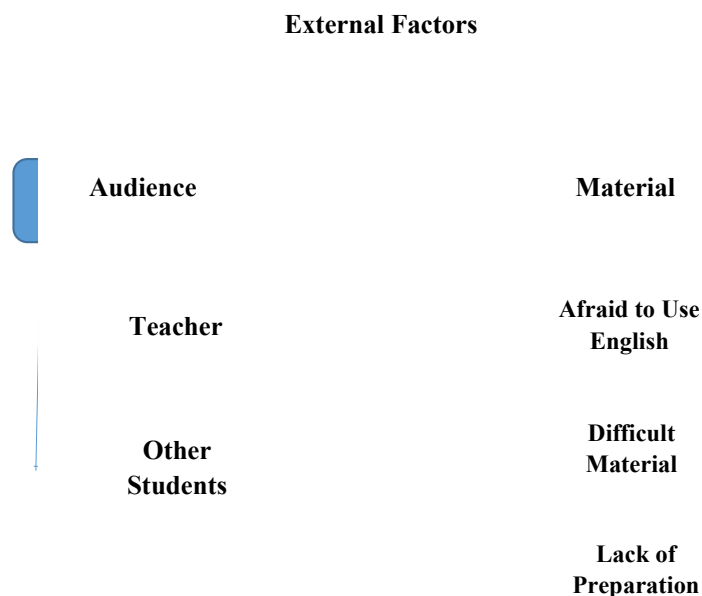 External Factors
Audience
Material
Teacher
Afraid to Use
English
Other
Students
Difficult
Material
Lack of
Preparation